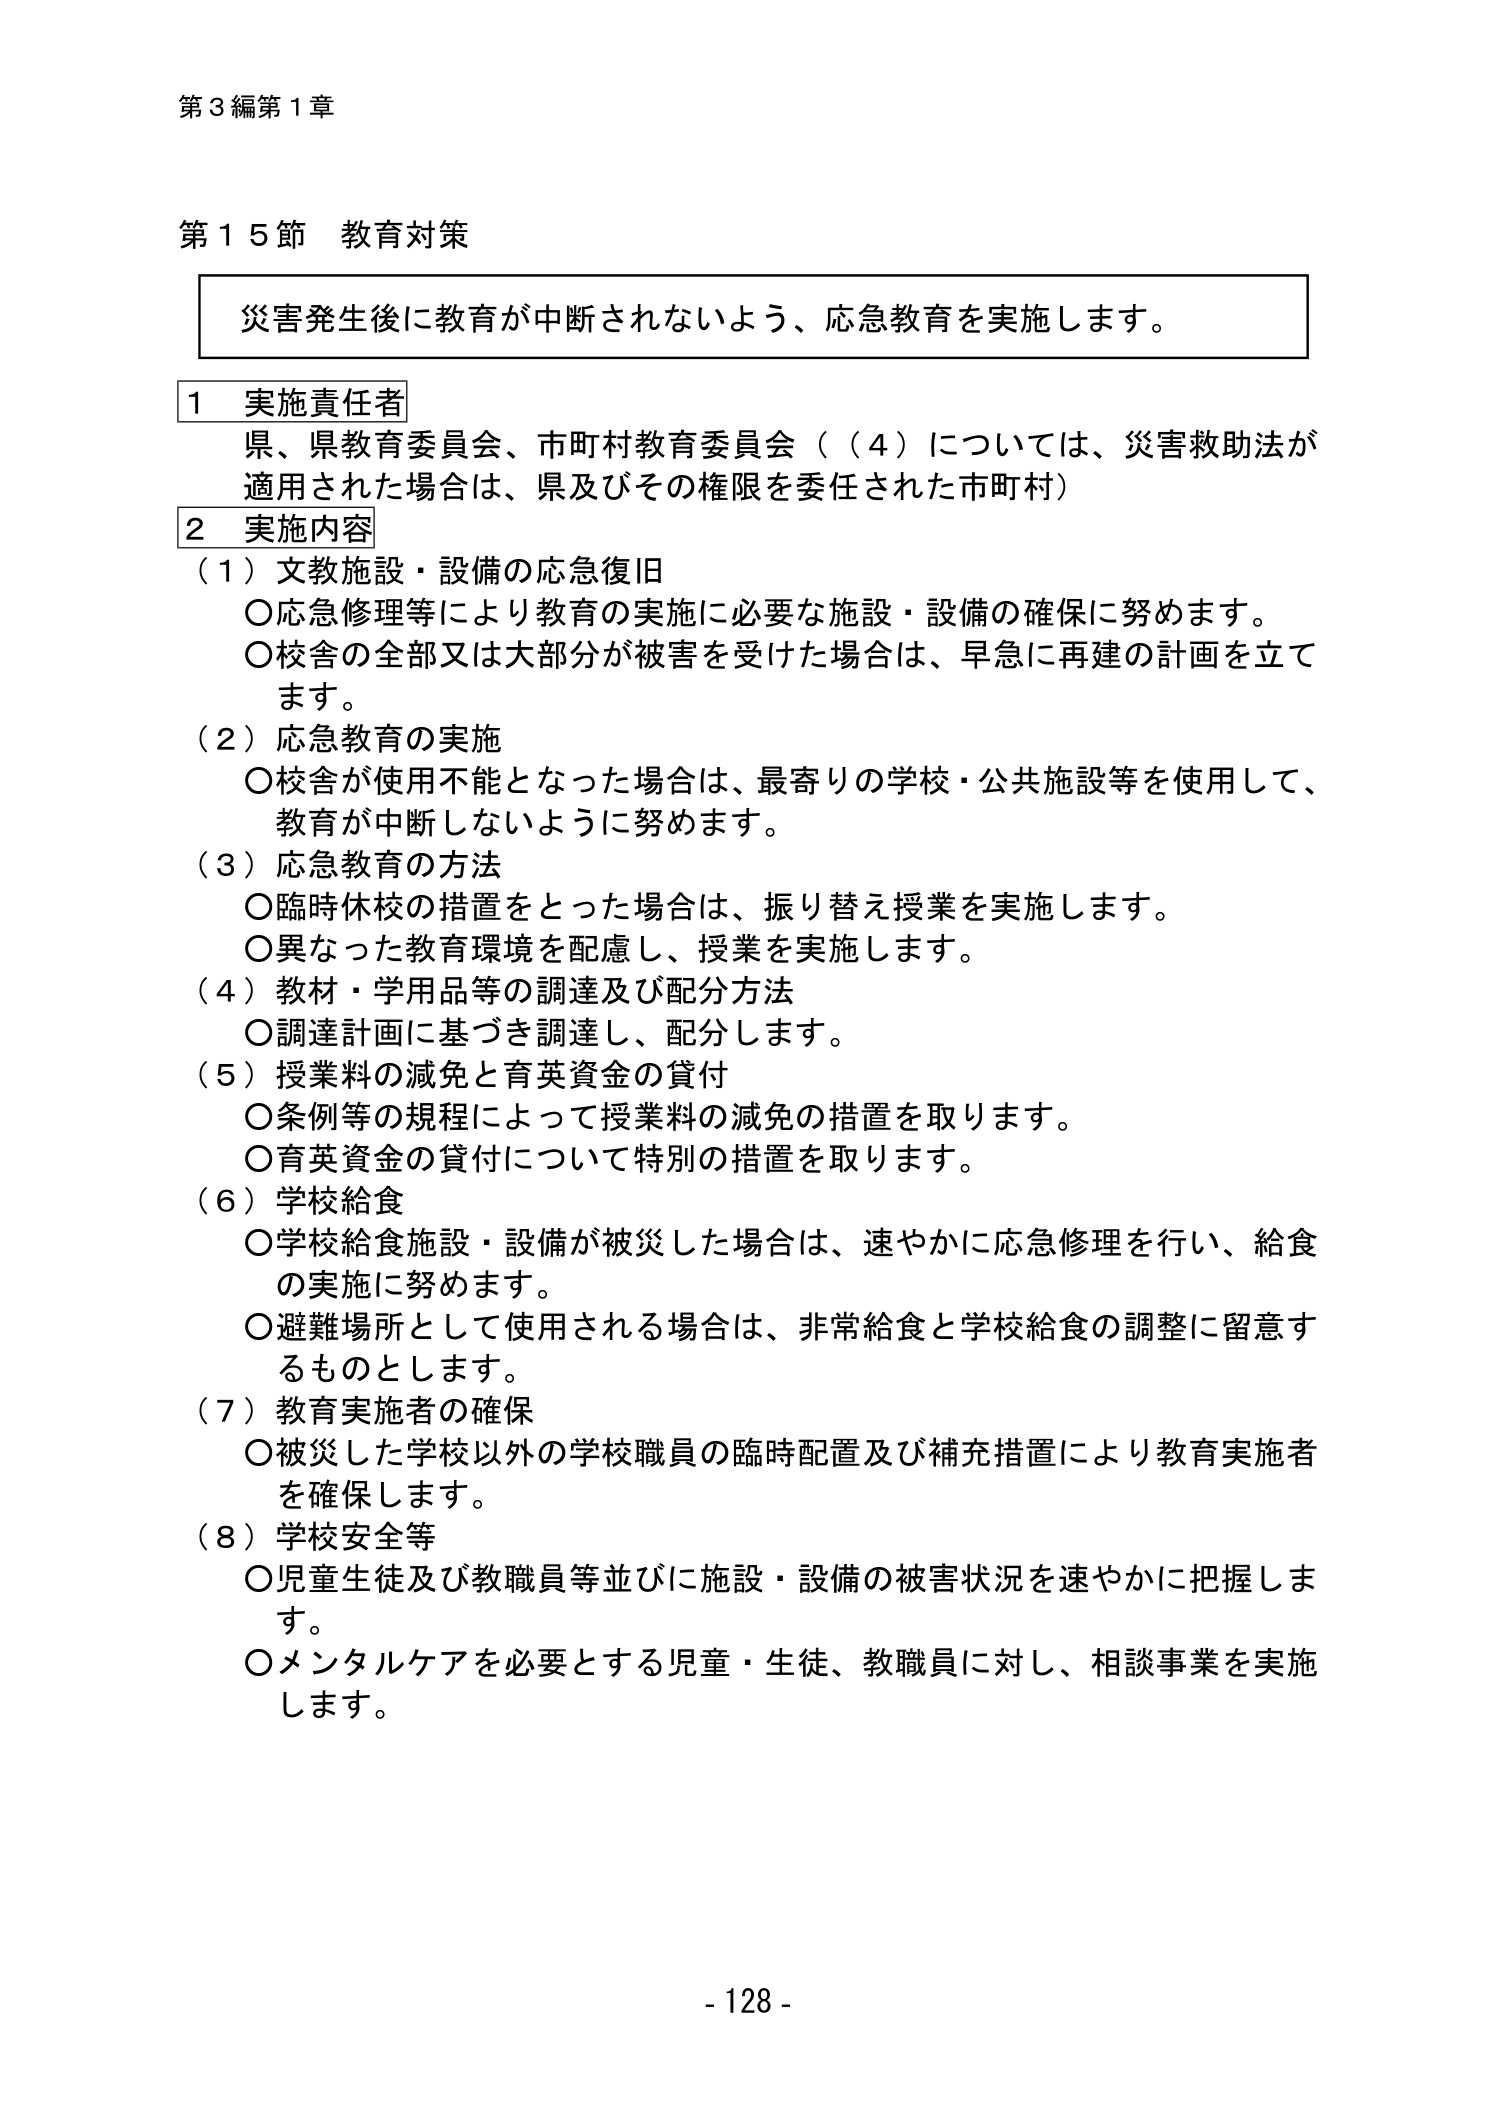 第３編第１章
第１５節　教育対策
災害発生後に教育が中断されないよう、応急教育を実施します。
１　実施責任者
県、県教育委員会、市町村教育委員会（（４）については、災害救助法が
適用された場合は、県及びその権限を委任された市町村）
２　実施内容
（１）文教施設・設備の応急復旧
○応急修理等により教育の実施に必要な施設・設備の確保に努めます。
○校舎の全部又は大部分が被害を受けた場合は、早急に再建の計画を立て
ます。
（２）応急教育の実施
○校舎が使用不能となった場合は、最寄りの学校・公共施設等を使用して、
教育が中断しないように努めます。
（３）応急教育の方法
○臨時休校の措置をとった場合は、振り替え授業を実施します。
○異なった教育環境を配慮し、授業を実施します。
（４）教材・学用品等の調達及び配分方法
○調達計画に基づき調達し、配分します。
（５）授業料の減免と育英資金の貸付
○条例等の規程によって授業料の減免の措置を取ります。
○育英資金の貸付について特別の措置を取ります。
（６）学校給食
○学校給食施設・設備が被災した場合は、速やかに応急修理を行い、給食
の実施に努めます。
○避難場所として使用される場合は、非常給食と学校給食の調整に留意す
るものとします。
（７）教育実施者の確保
○被災した学校以外の学校職員の臨時配置及び補充措置により教育実施者
を確保します。
（８）学校安全等
○児童生徒及び教職員等並びに施設・設備の被害状況を速やかに把握しま
す。
○メンタルケアを必要とする児童・生徒、教職員に対し、相談事業を実施
します。
- 128 -